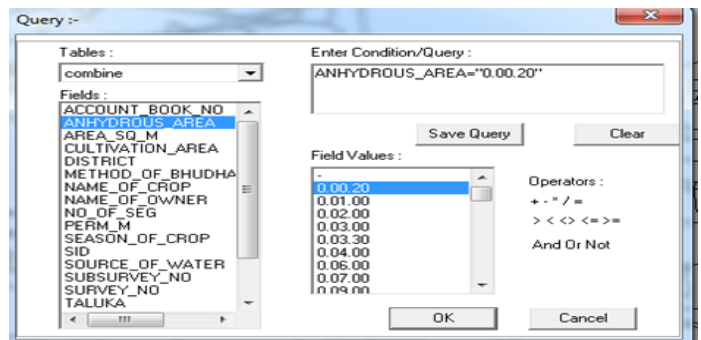 Query :-
Tables :
combine
Fields :
ACCOUNT_BOOK_NO
ANHYDROUS_AREA
AREA_SQ_M
CULTIVATION_AREA
DISTRICT
METHOD_OF_BHUDHA
NAME_OF_CROP
NAME_OF_OWNER
NO_OF_SEG
PERM_M
SEASON_OF_CROP
SID
SOURCE_OF_WATER
SUBSURVEY_NO
SURVEY_NO
TALUKA
Enter Condition/Query :
ANHYDROUS_AREA="0.00.20"
Save Query
Clear
Field Values :
-
0.00.20
0.01.00
0.02.00
0.03.00
0.03.30
0.04.00
0.06.00
0.07.00
0.09.00
Operators :
+ - * / =
> < <> <= >=
And Or Not
OK
Cancel